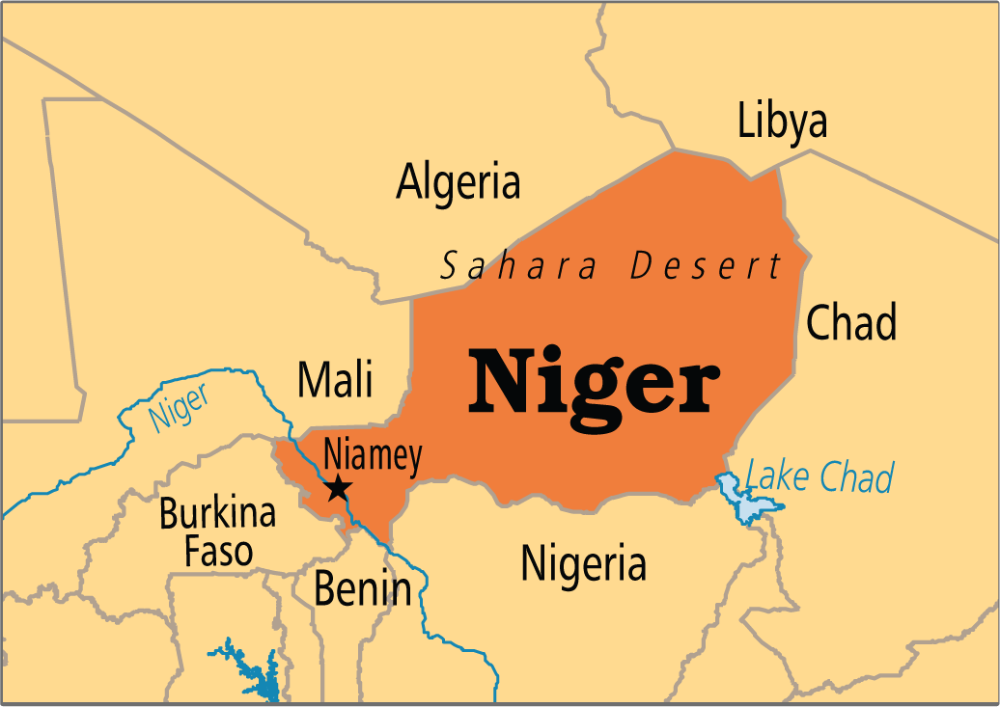 Libya
Algeria
Sahara Desert
Chad
Niger
Mali
Niger
Niamey
Lake Chad
Burkina
Faso
Nigeria
Benin